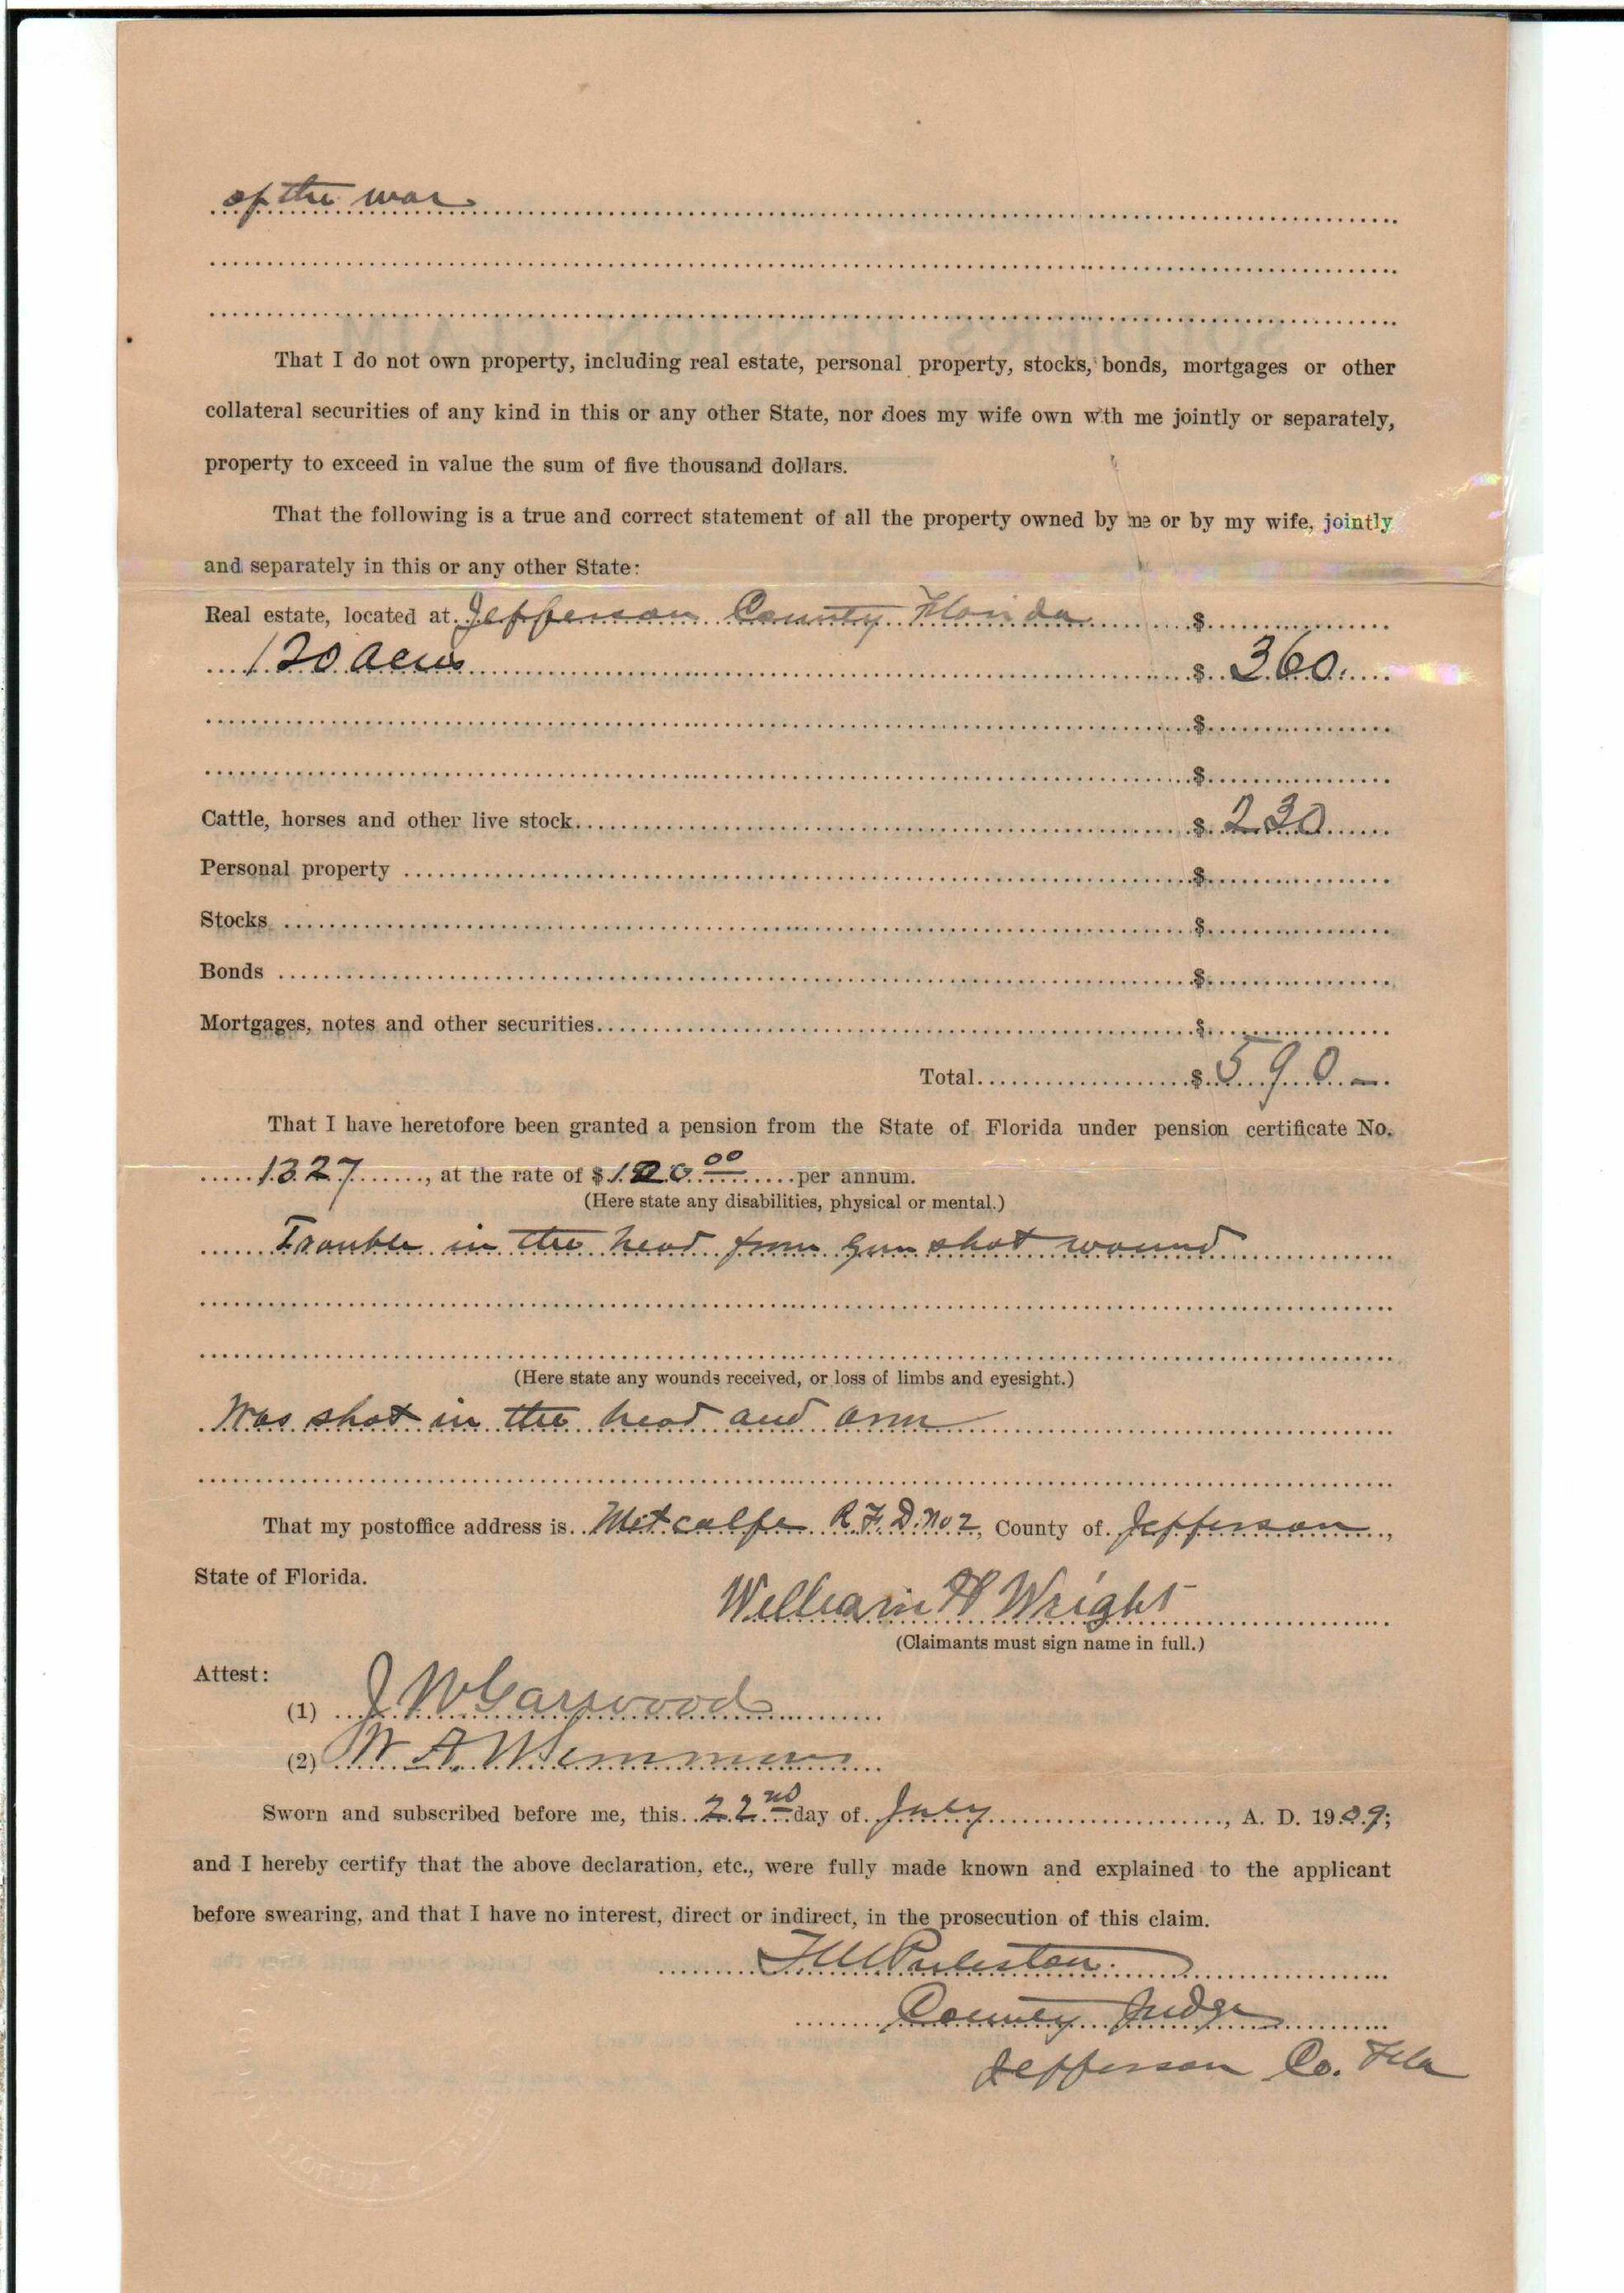 of the war
That I do not own property, including real estate, personal property, stocks, bonds, mortgages or other
collateral securities of any kind in this or any other State, nor does my wife own with me jointly or separately,
property to exceed in value the sum of five thousand dollars.
That the following is a true and correct statement of all the property owned by me or by my wife, jointly
and separately in this or any other State:
Real estate, located at Jefferson County Florida $
120 acres $ 360.
$
$
Cattle, horses and other live stock $ 230
Personal property $
Stocks $
Bonds $
Mortgages, notes and other securities $
Total $ 590 –
That I have heretofore been granted a pension from the State of Florida under pension certificate No.
1327, at the rate of $ 120 00 per annum.
(Here state any disabilities, physical or mental.)
Trouble in the head from gun shot wound
(Here state any wounds received, or loss of limbs and eyesight.)
Was shot in the head and arm
That my postoffice address is Metcalfe R.F.D. No 2, County of Jefferson,
State of Florida.
William H Wright
(Claimants must sign name in full.)
Attest:
(1) J W Garwood
(2) W. A.
Sworn and subscribed before me, this 22nd day of July, A. D. 1909;
and I hereby certify that the above declaration, etc., were fully made known and explained to the applicant
before swearing, and that I have no interest, direct or indirect, in the prosecution of this claim.
Puleston
County Judge
Jefferson Co. Fla